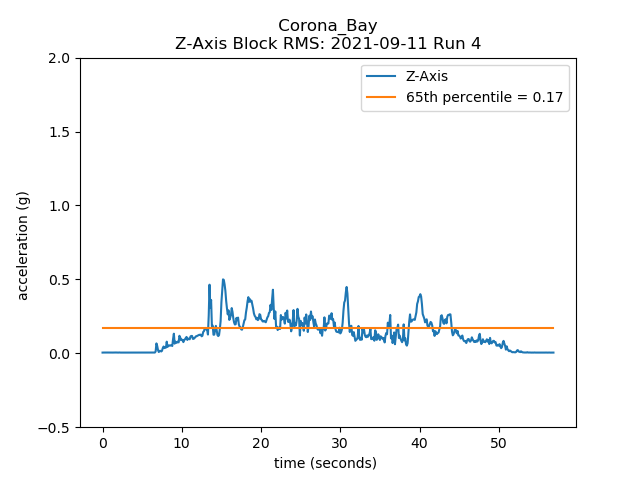 Corona_Bay
Z-Axis Block RMS: 2021-09-11 Run 4
2.0
1.5
1.0
0.5
0.0
−0.5
acceleration (g)
Z-Axis
65th percentile = 0.17
0 10 20 30 40 50
time (seconds)